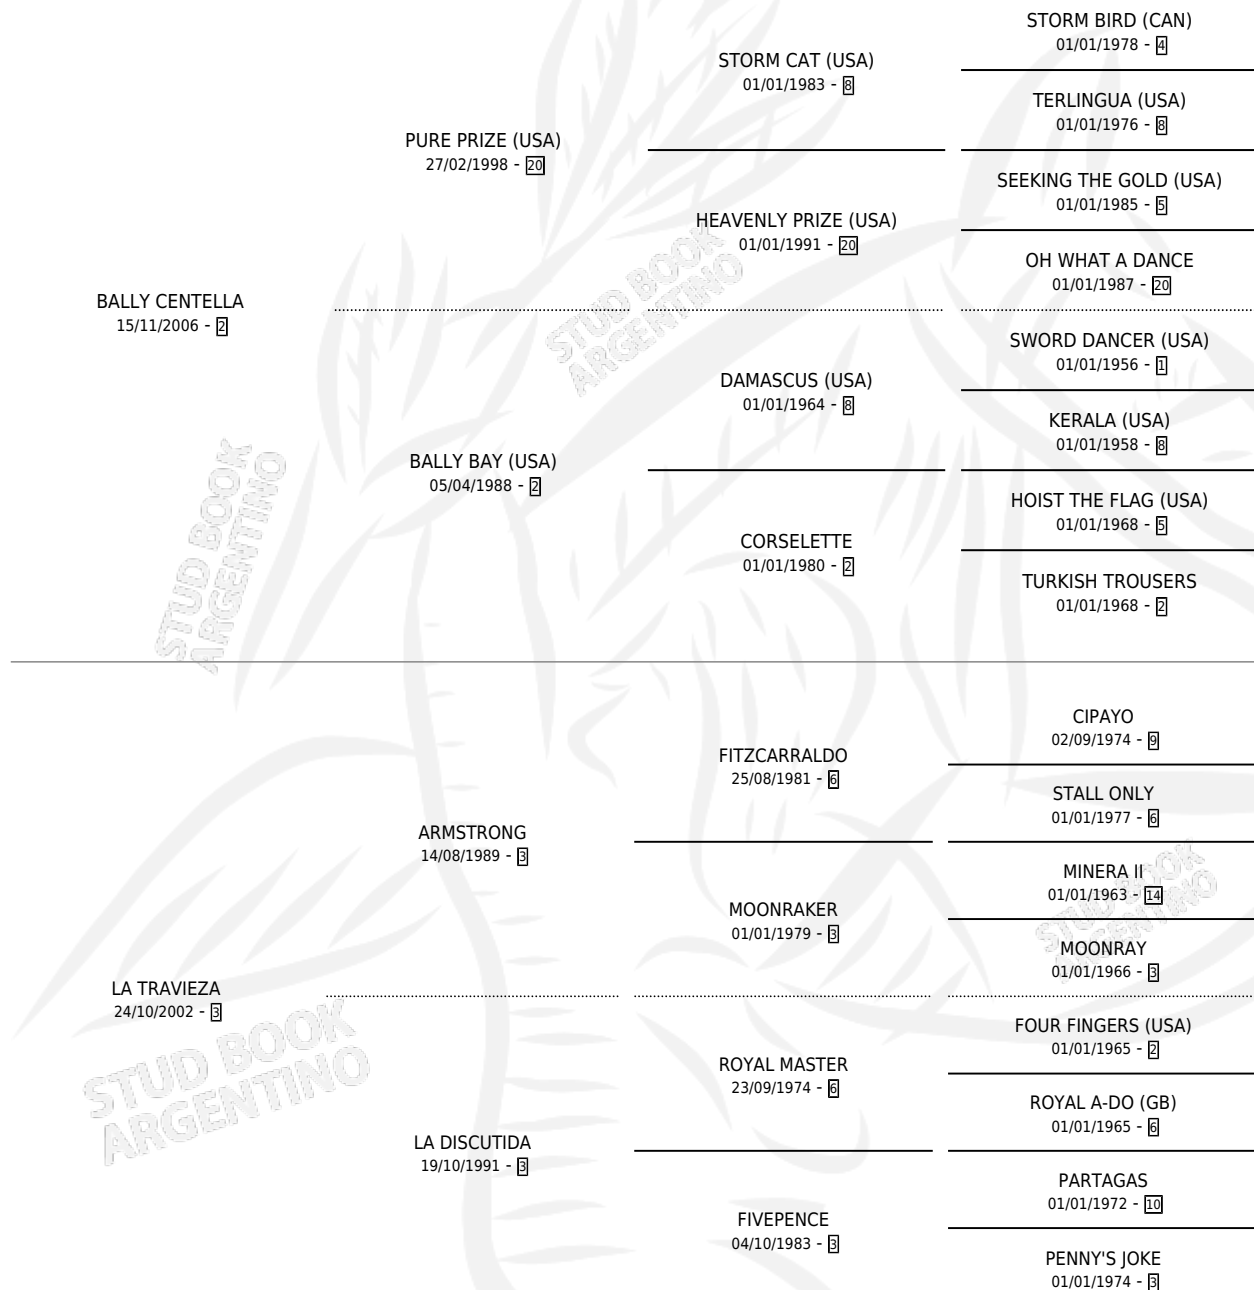 STORM BIRD (CAN)
01/01/1978 - 4
STORM CAT (USA)
01/01/1983 - 8
TERLINGUA (USA)
01/01/1976 - 8
PURE PRIZE (USA)
27/02/1998 - 20
SEEKING THE GOLD (USA)
01/01/1985 - 5
HEAVENLY PRIZE (USA)
01/01/1991 - 20
OH WHAT A DANCE
01/01/1987 - 20
BALLY CENTELLA
15/11/2006 - 2
STUD BOOK
ARGENTINO
SWORD DANCER (USA)
01/01/1956 - 1
DAMASCUS (USA)
01/01/1964 - 8
KERALA (USA)
01/01/1958 - 8
BALLY BAY (USA)
05/04/1988 - 2
HOIST THE FLAG (USA)
01/01/1968 - 5
CORSELETTE
01/01/1980 - 2
TURKISH TROUSERS
01/01/1968 - 2
STUD BOOK
ARGENTINO
CIPAYO
02/09/1974 - 9
FITZCARRALDO
25/08/1981 - 6
STALL ONLY
01/01/1977 - 6
ARMSTRONG
14/08/1989 - 3
MINERA II
01/01/1963 - 14
MOONRAKER
01/01/1979 - 3
STUD BOOK
ARGENTINO
MOONRAY
01/01/1966 - 3
LA TRAVIEZA
24/10/2002 - 3
STUD BOOK
ARGENTINO
FOUR FINGERS (USA)
01/01/1965 - 2
ROYAL MASTER
23/09/1974 - 6
ROYAL A-DO (GB)
01/01/1965 - 6
LA DISCUTIDA
19/10/1991 - 3
PARTAGAS
01/01/1972 - 10
FIVEPENCE
04/10/1983 - 3
PENNY'S JOKE
01/01/1974 - 3